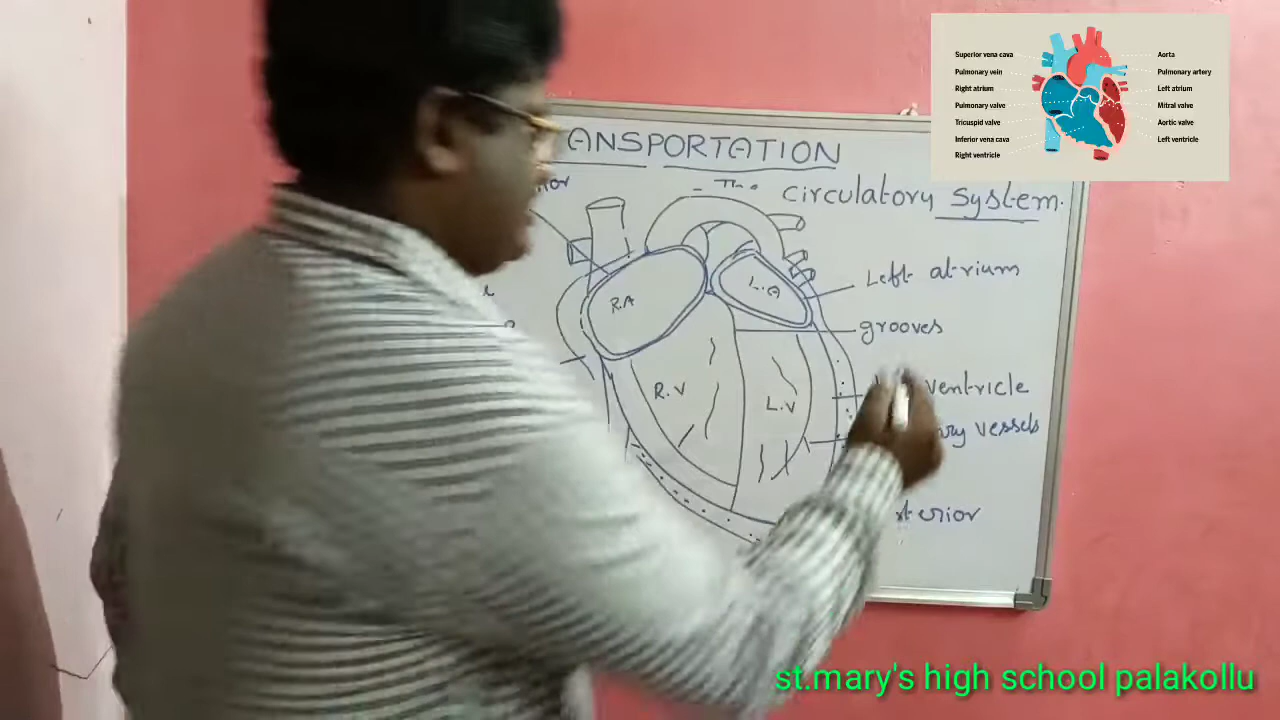 ANSPORTATION
The circulatory system.
R.A
L.A
Left atrium
grooves
R.V
L.V
ventricle
vessels
Superior vena cava
Pulmonary vein
Right atrium
Pulmonary valve
Tricuspid valve
Inferior vena cava
Right ventricle
Aorta
Pulmonary artery
Left atrium
Mitral valve
Aortic valve
Left ventricle
st.mary's high school palakollu